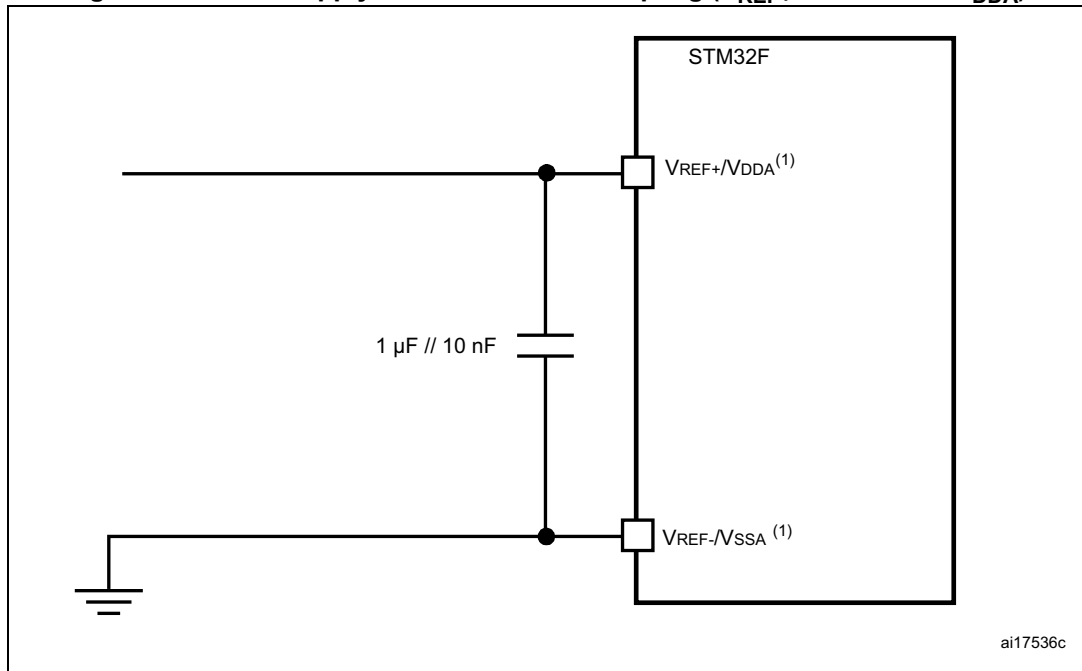 STM32F
VREF+/VDDA(1)
1 µF // 10 nF
VREF-/VSSA (1)
ai17536c